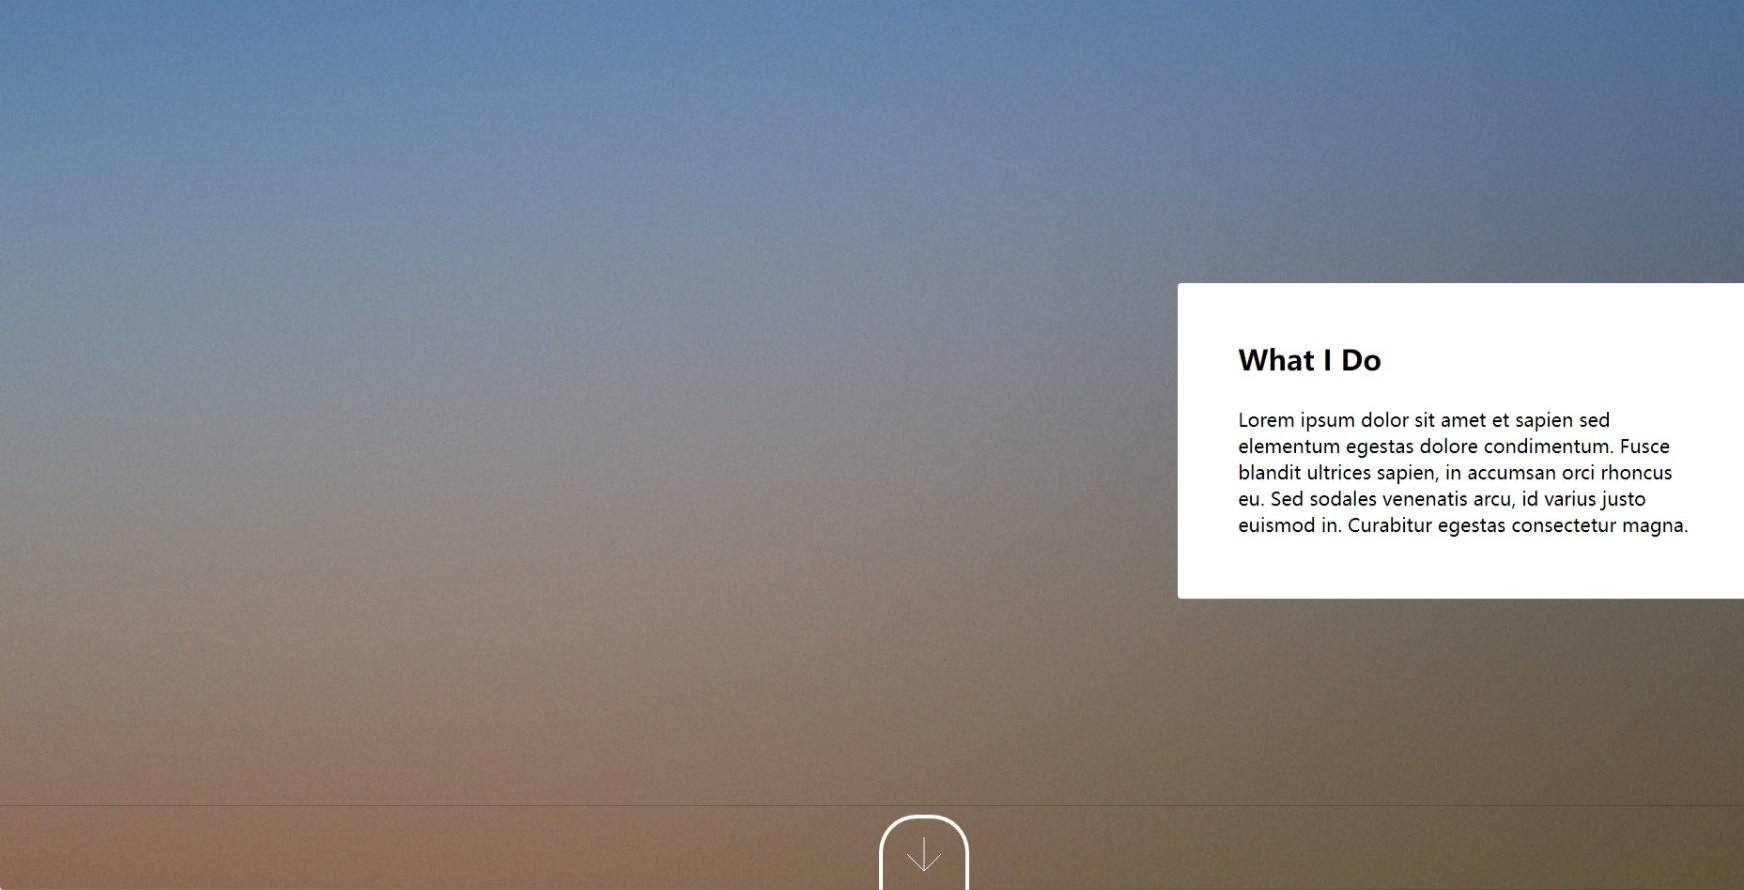 What I Do
Lorem ipsum dolor sit amet et sapien sed
elementum egestas dolore condimentum. Fusce
blandit ultrices sapien, in accumsan orci rhoncus
eu. Sed sodales venenatis arcu, id varius justo
euismod in. Curabitur egestas consectetur magna.